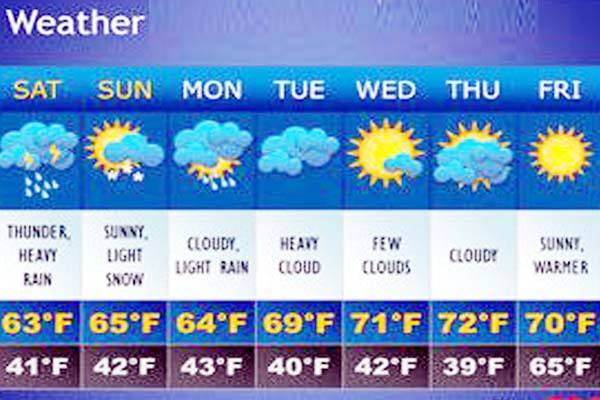 Weather
SAT SUN MON TUE WED THU FRI
THUNDER,
HEAVY
RAIN
SUNNY,
LIGHT
SNOW
CLOUDY,
LIGHT RAIN
HEAVY
CLOUD
FEW
CLOUDS
CLOUDY
SUNNY,
WARMER
63°F 65°F 64°F 69°F 71°F 72°F 70°F
41°F 42°F 43°F 40°F 42°F 39°F 65°F